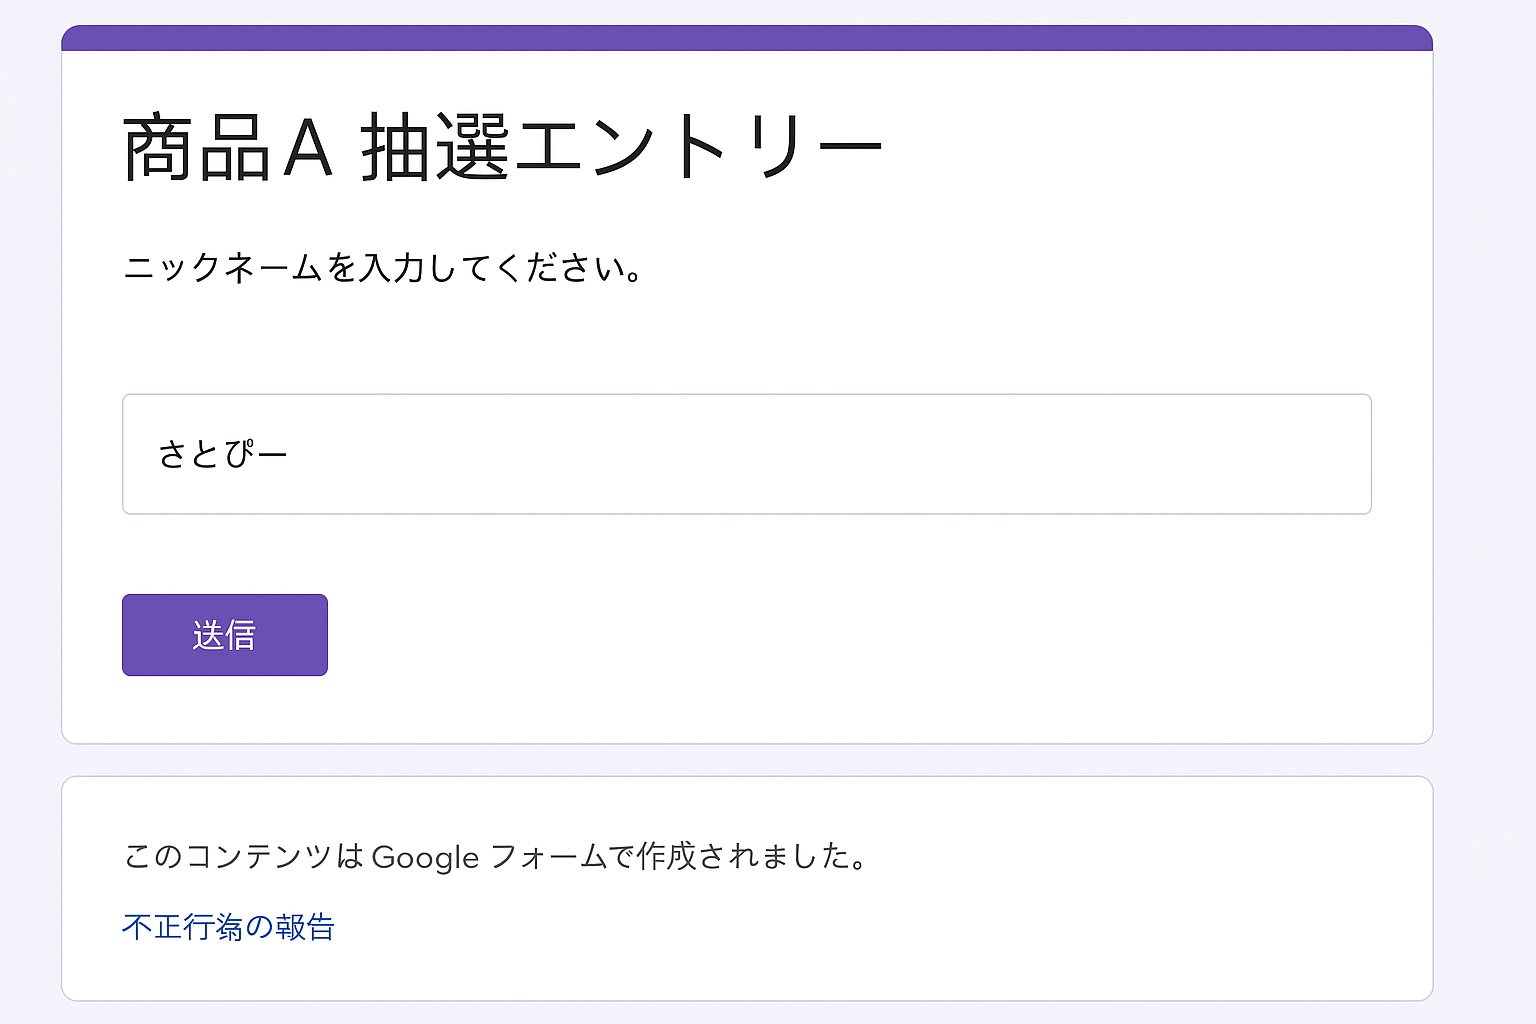 商品A 抽選エントリー
ニックネームを入力してください。
さとぴー
送信
このコンテンツは Google フォームで作成されました。
不正行為の報告